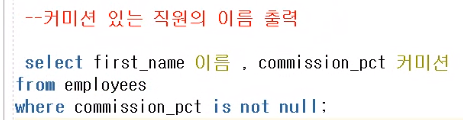 --커미션 있는 직원의 이름 출력
select first_name 이름 , commission_pct 커미션
from employees
where commission_pct is not null;